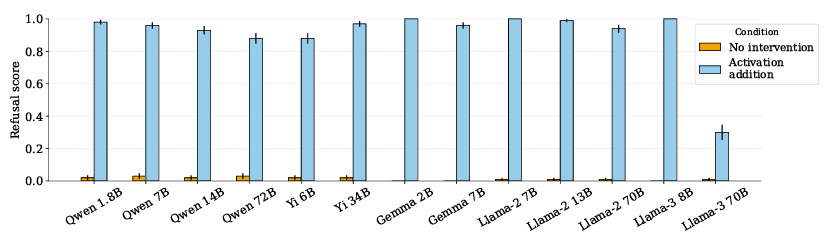 Refusal score
1.0
0.8
0.6
0.4
0.2
0.0
Condition
No intervention
Activation
addition
Qwen 1.8B
Qwen 7B
Qwen 14B
Qwen 72B
Yi 6B
Yi 34B
Gemma 2B
Gemma 7B
Llama-2 7B
Llama-2 13B
Llama-2 70B
Llama-3 8B
Llama-3 70B